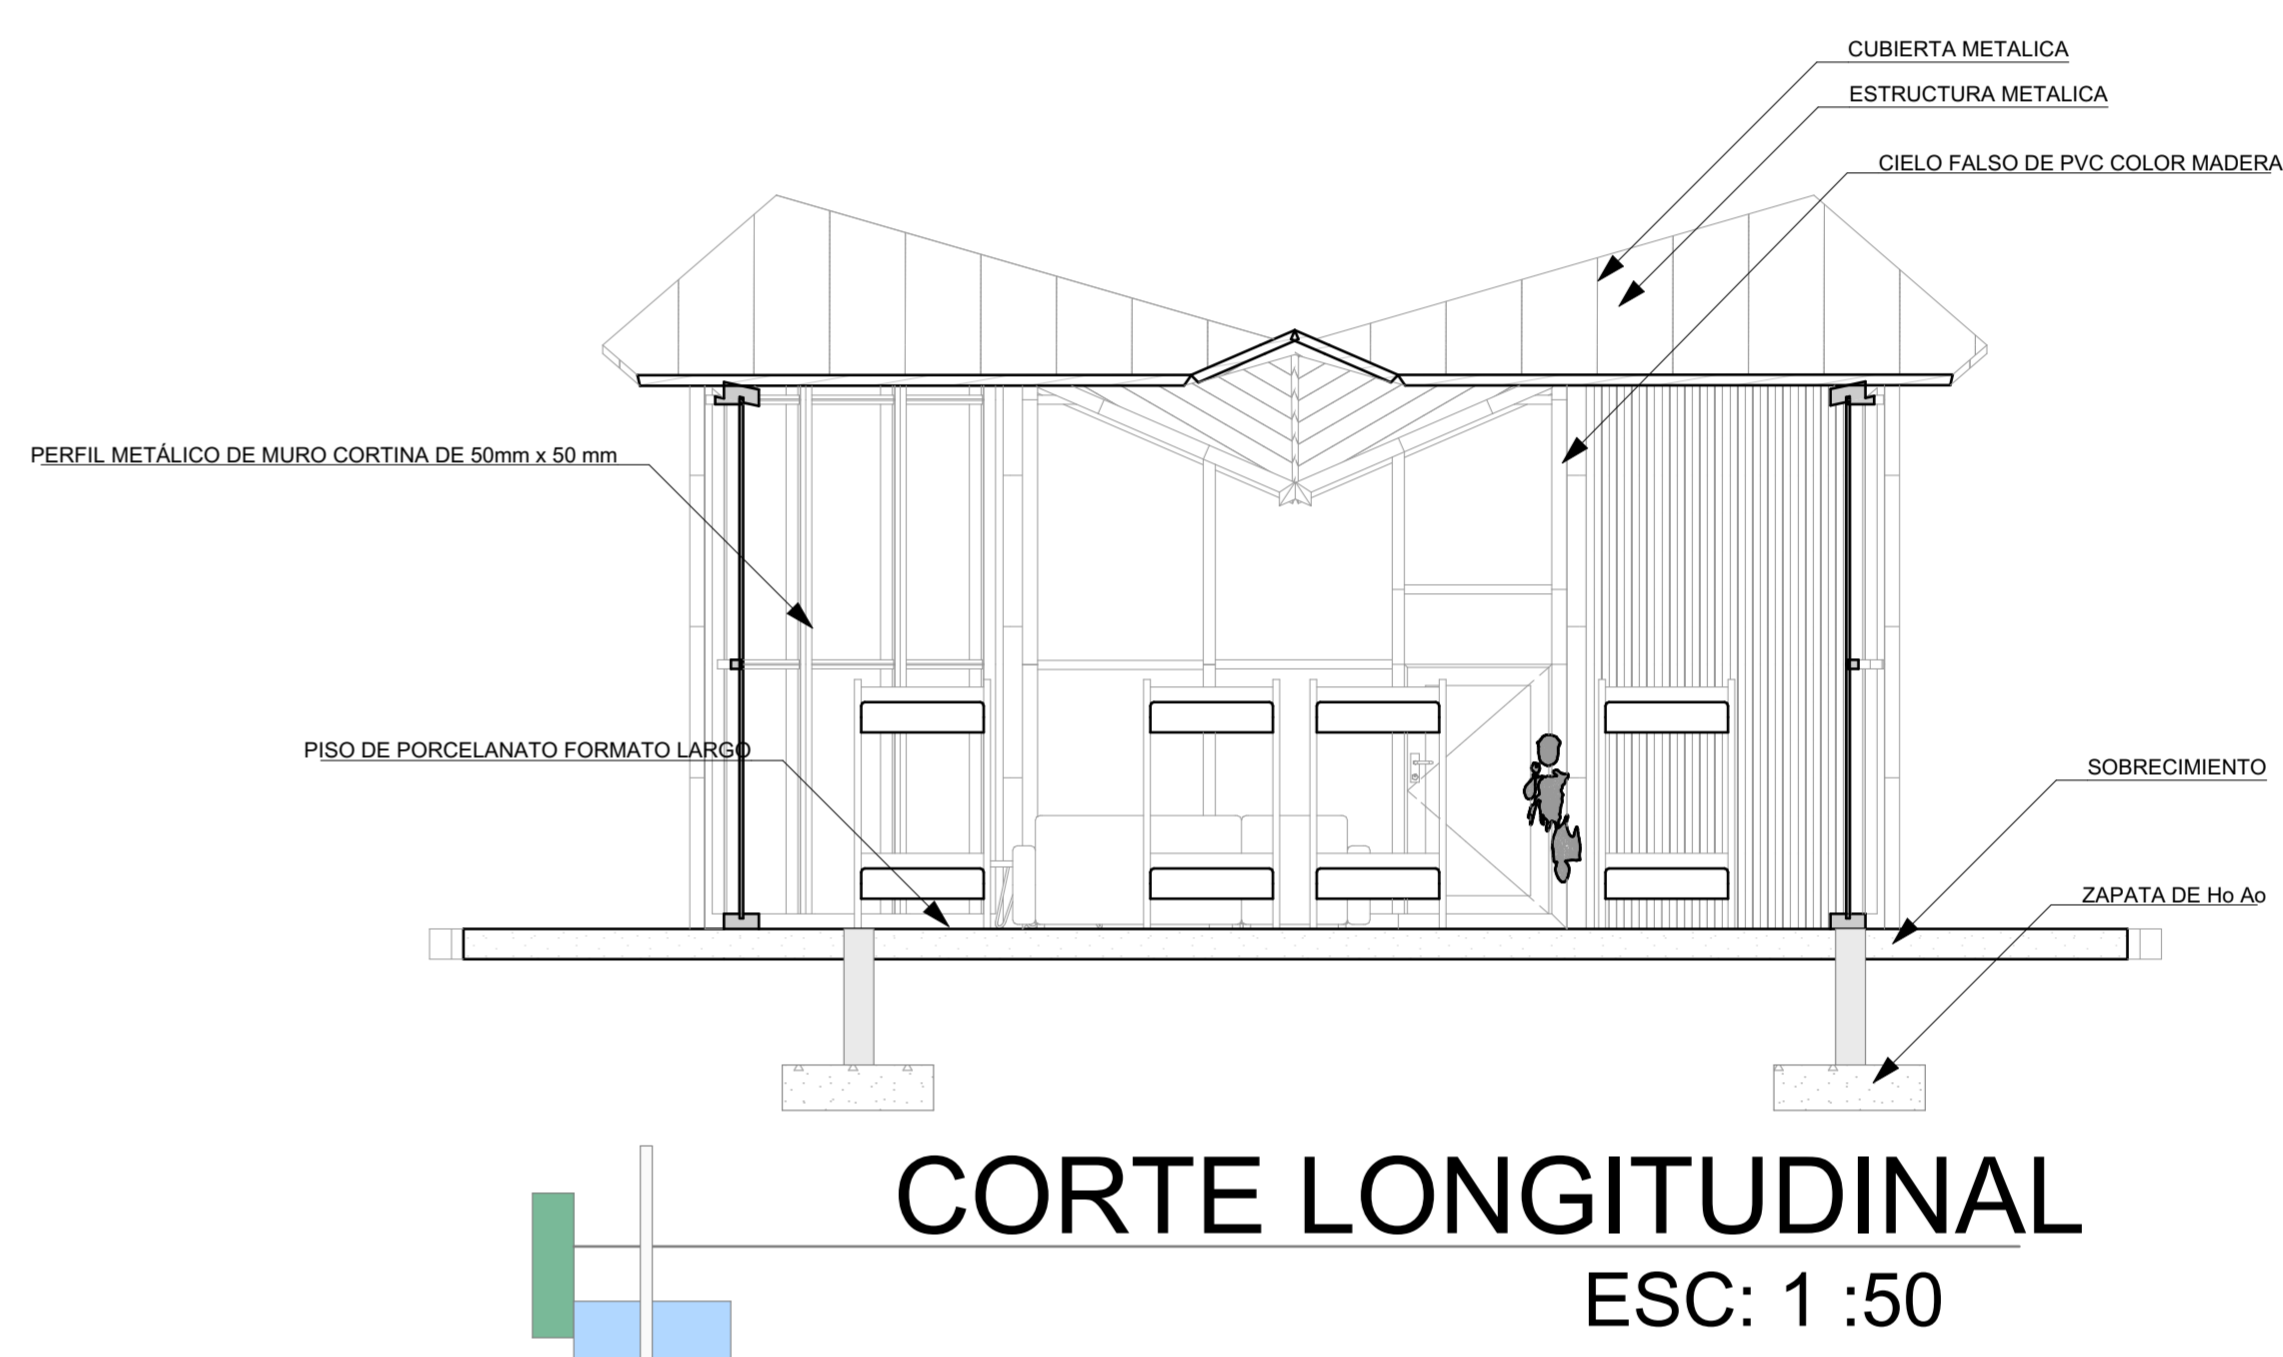 CUBIERTA METALICA
ESTRUCTURA METALICA
CIELO FALSO DE PVC COLOR MADERA
PERFIL METÁLICO DE MURO CORTINA DE 50mm x 50 mm
PISO DE PORCELANATO FORMATO LARGO
SOBRECIMIENTO
ZAPATA DE Ho Ao
CORTE LONGITUDINAL
ESC: 1 :50